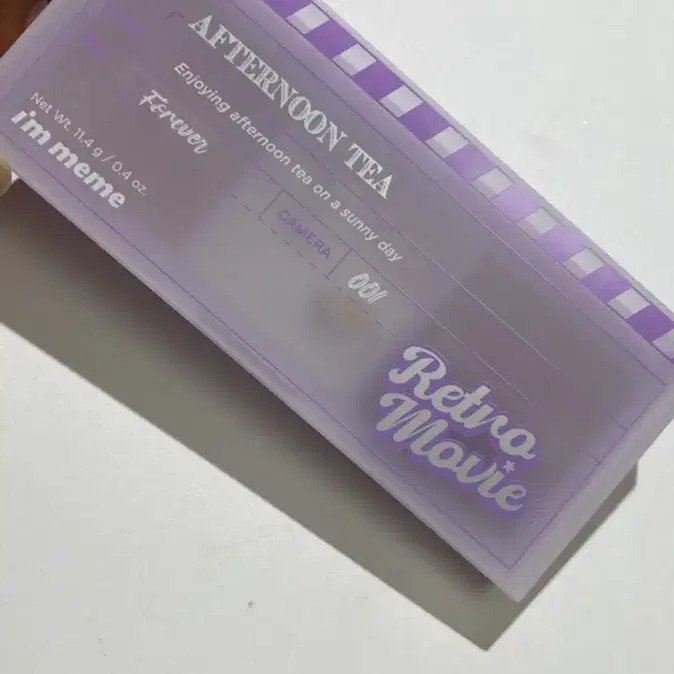 AFTERNOON TEA
Enjoying afternoon tea on a sunny day
Forever
Net Wt. 11.4 g / 0.4 oz.
i'm meme
CAMERA
001
Retro
Movie